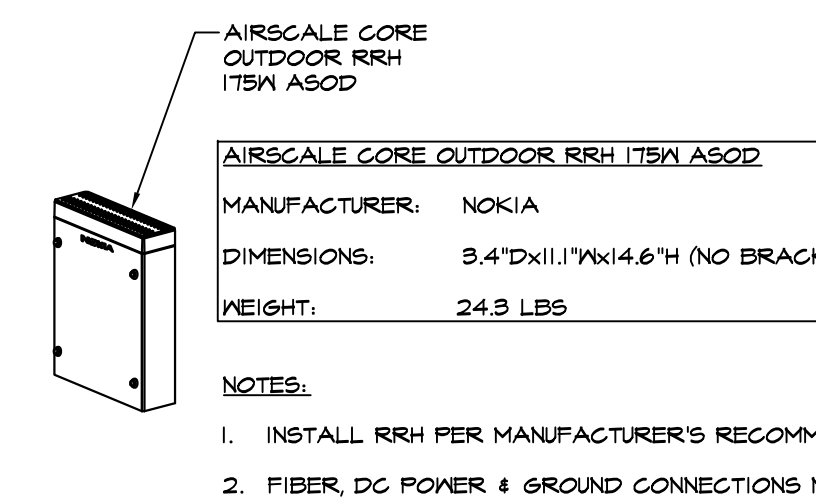 AIRSCALE CORE
OUTDOOR RRH
175W ASOD
AIRSCALE CORE OUTDOOR RRH 175W ASOD
MANUFACTURER: NOKIA
DIMENSIONS: 3.4"Dx11.1"Wx14.6"H (NO
WEIGHT: 24.3 LBS
NOKIA
NOTES:
1. INSTALL RRH PER MANUFACTURER'S
2. FIBER, DC POWER & GROUND CONNECTIONS